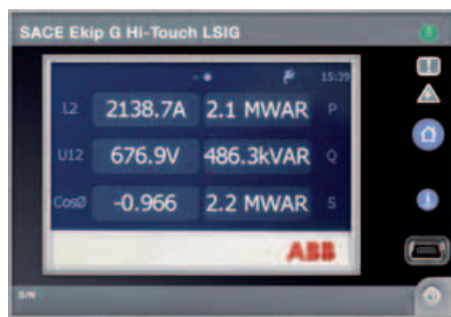 SACE Ekip G Hi-Touch LSIG
15:39
L2 2138.7A 2.1 MWAR P
U12 676.9V 486.3kVAR Q
CosØ -0.966 2.2 MWAR S
ABB
S/N